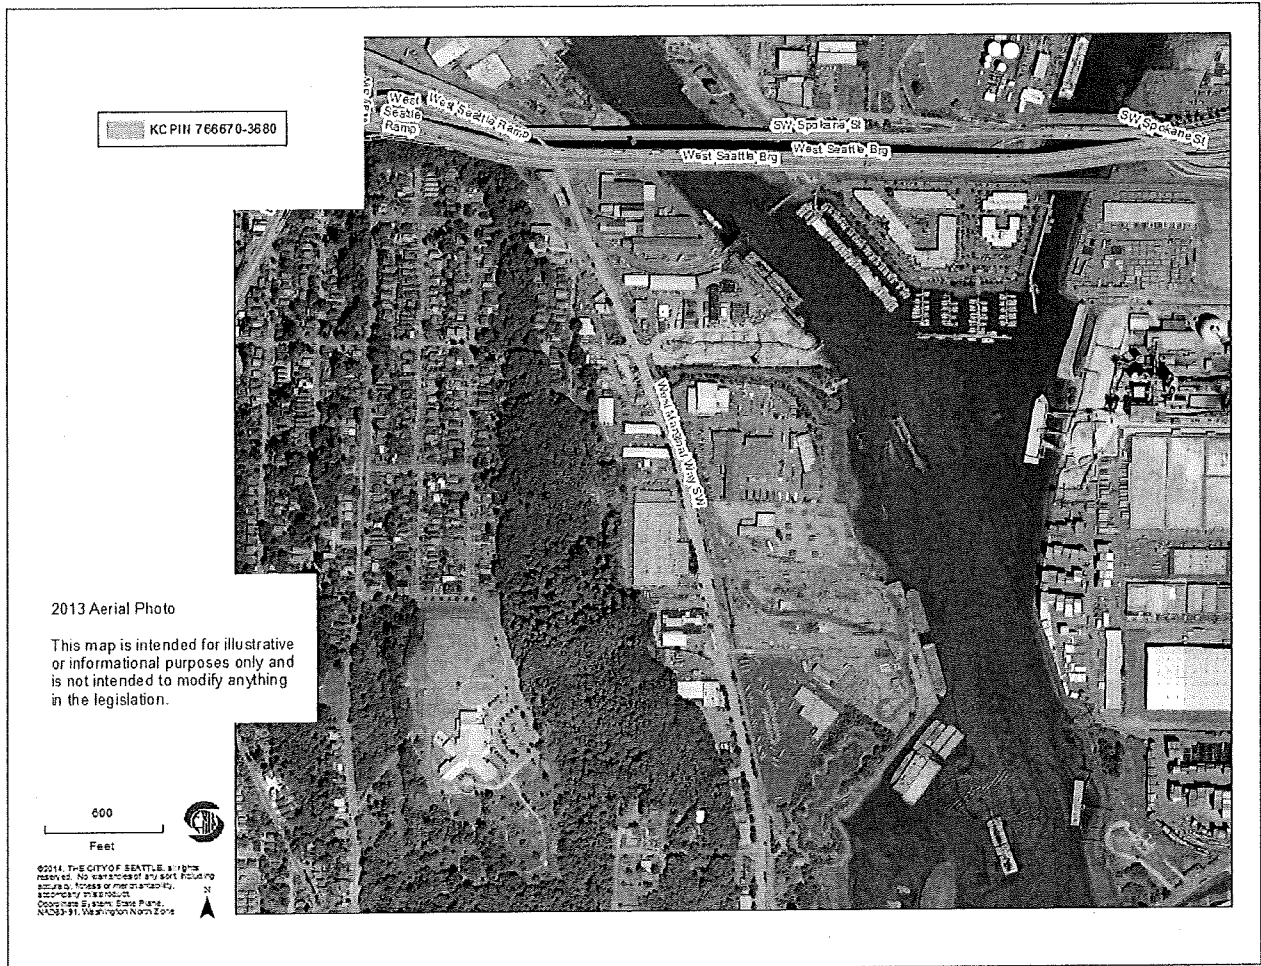 KCPIN 766670-3680
West Seattle Ramp
West
Seattle
Ramp
SW Spokane St
SW Spokane St
West Seattle Brg
West Seattle Brg
West Marginal Way SW
2013 Aerial Photo
This map is intended for illustrative
or informational purposes only and
is not intended to modify anything
in the legislation.
600
Feet
©2014, THE CITY OF SEATTLE, all rights
reserved. No warranties of any sort, including
accuracy, fitness or merchantability,
accompany this product.
Coordinate System: State Plane,
NAD83-91, Washington North Zone
N